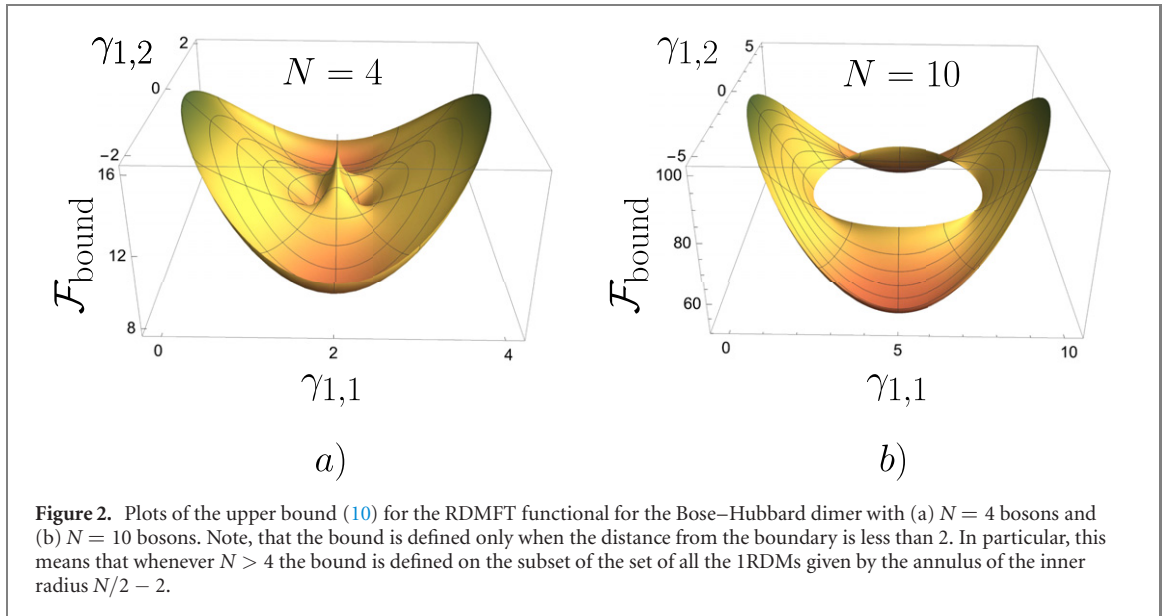 γ1,2
2
0
−2
16
12
8
N = 4
ℱbound
0
2
4
γ1,1
a)
γ1,2
5
0
−5
100
80
60
N = 10
ℱbound
0
5
10
γ1,1
b)
Figure 2. Plots of the upper bound (10) for the RDMFT functional for the Bose–Hubbard dimer with (a) N = 4 bosons and
(b) N = 10 bosons. Note, that the bound is defined only when the distance from the boundary is less than 2. In particular, this
means that whenever N > 4 the bound is defined on the subset of the set of all the 1RDMs given by the annulus of the inner
radius N/2 − 2.